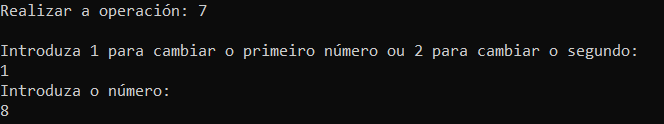 Realizar a operación: 7
Introduza 1 para cambiar o primeiro número ou 2 para cambiar o segundo:
1
Introduza o número:
8